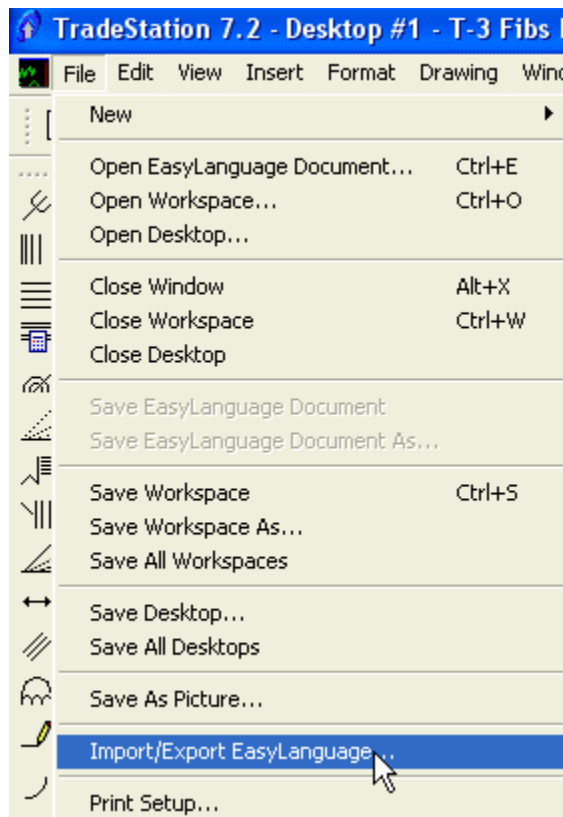 TradeStation 7.2 - Desktop #1 - T-3 Fibs
File Edit View Insert Format Drawing
New
Open EasyLanguage Document... Ctrl+E
Open Workspace... Ctrl+O
Open Desktop...
Close Window Alt+X
Close Workspace Ctrl+W
Close Desktop
Save EasyLanguage Document
Save EasyLanguage Document As...
Save Workspace Ctrl+S
Save Workspace As...
Save All Workspaces
Save Desktop...
Save All Desktops
Save As Picture...
Import/Export EasyLanguage...
Print Setup...